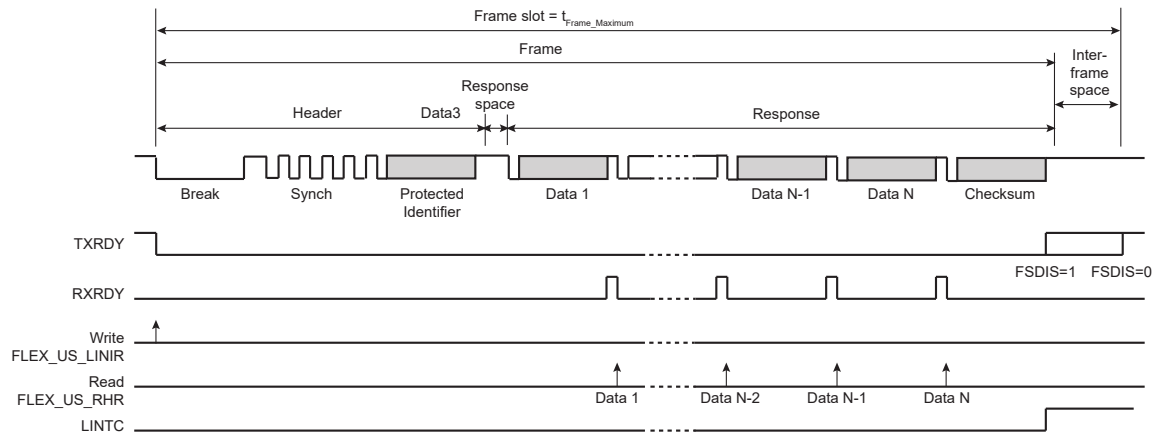 Frame slot = tFrame_Maximum
Frame
Inter-
frame
space
Response
space
Header
Data3
Response
Break
Synch
Protected
Identifier
Data 1
Data N-1
Data N
Checksum
TXRDY
FSDIS=1 FSDIS=0
RXRDY
Write
FLEX_US_LINIR
Read
FLEX_US_RHR
Data 1
Data N-2
Data N-1
Data N
LINTC